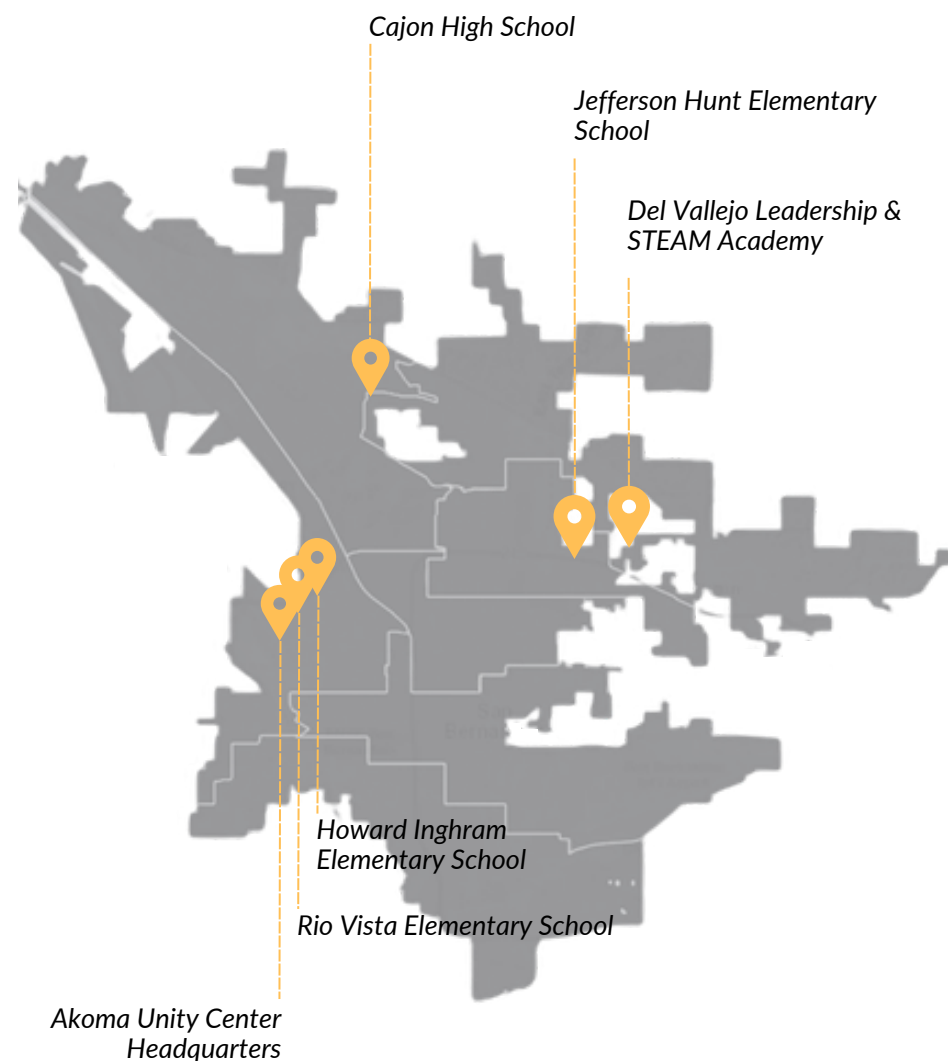 Cajon High School
Jefferson Hunt Elementary
School
Del Vallejo Leadership &
STEAM Academy
Howard Inghram
Elementary School
Rio Vista Elementary School
Akoma Unity Center
Headquarters